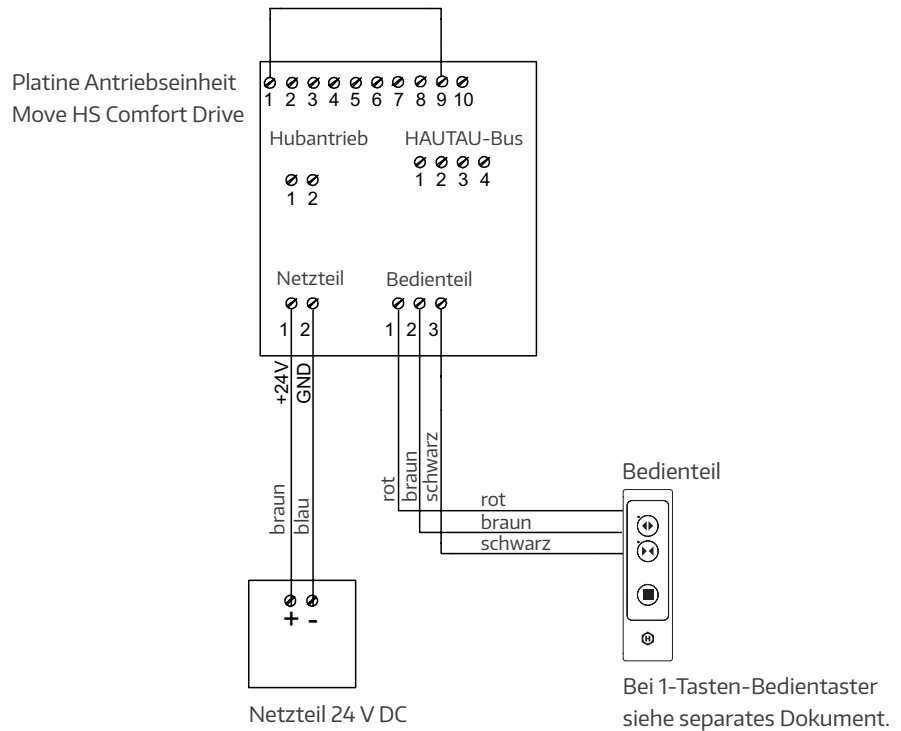 Platine Antriebseinheit
Move HS Comfort Drive
1 2 3 4 5 6 7 8 9 10
Hubantrieb
HAUTAU-Bus
1 2 3 4
1 2
Netzteil
Bedienteil
1 2
1 2 3
+24V
GND
braun
blau
rot
braun
schwarz
Bedienteil
rot
braun
schwarz
H
+ -
Netzteil 24 V DC
Bei 1-Tasten-Bedientaster
siehe separates Dokument.